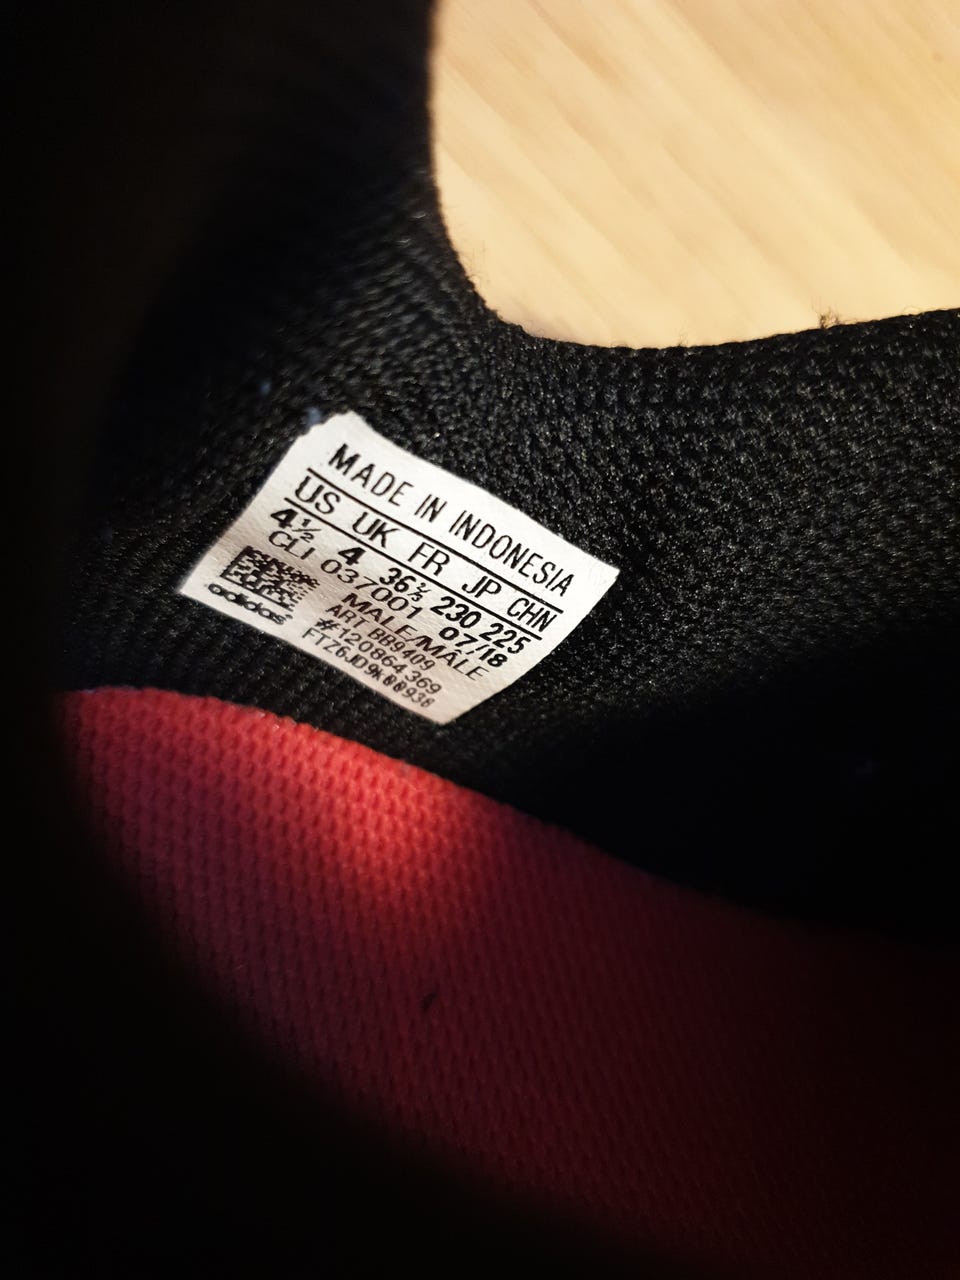 MADE IN INDONESIA
US UK FR JP CHN
4½ 4 36⅔ 230 225
CLI 037001 07/18
MALE/MÂLE
ART BB9409
#120864369
FTZ6JD9K00938
adidas